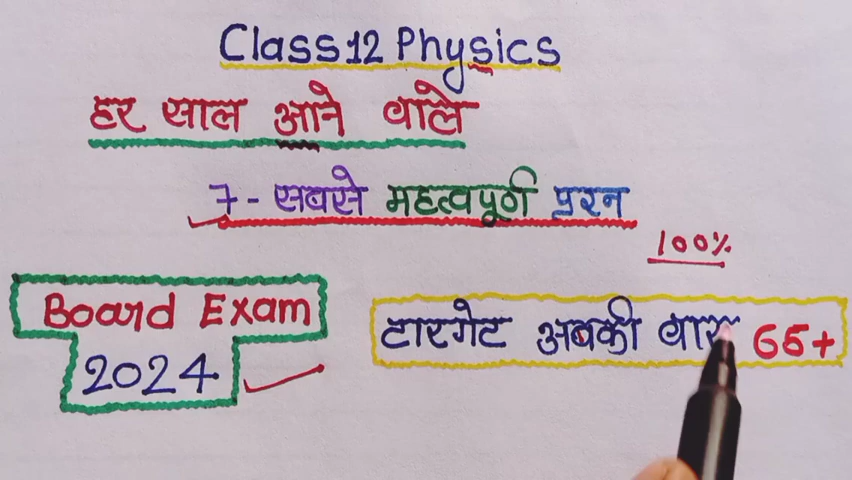 Class 12 Physics
हर साल आने वाले
7 - सबसे महत्वपूर्ण प्रश्न
100%
Board Exam
2024
टारगेट अबकी वार 65+